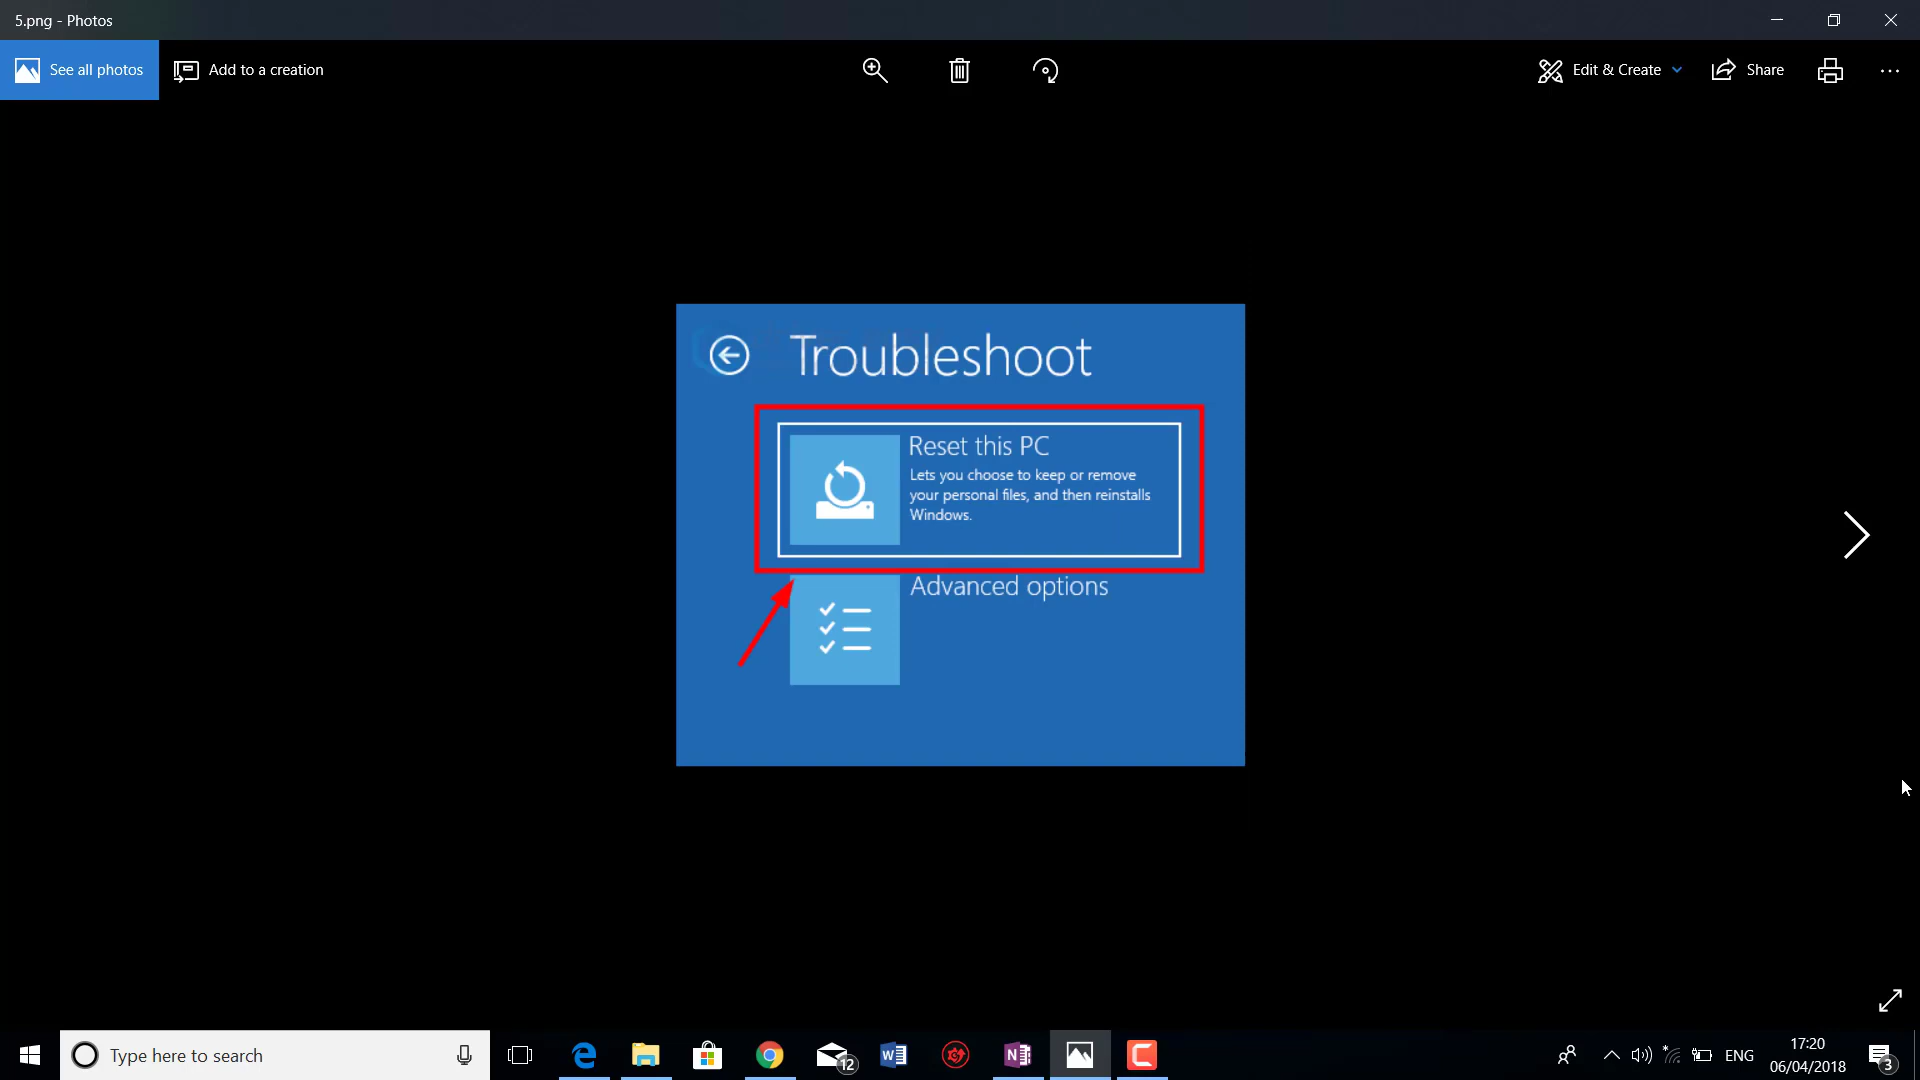 5.png - Photos
See all photos
Add to a creation
Edit & Create
Share
Troubleshoot
Reset this PC
Lets you choose to keep or remove
your personal files, and then reinstalls
Windows.
Advanced options
Type here to search
12
ENG
17:20
06/04/2018
3